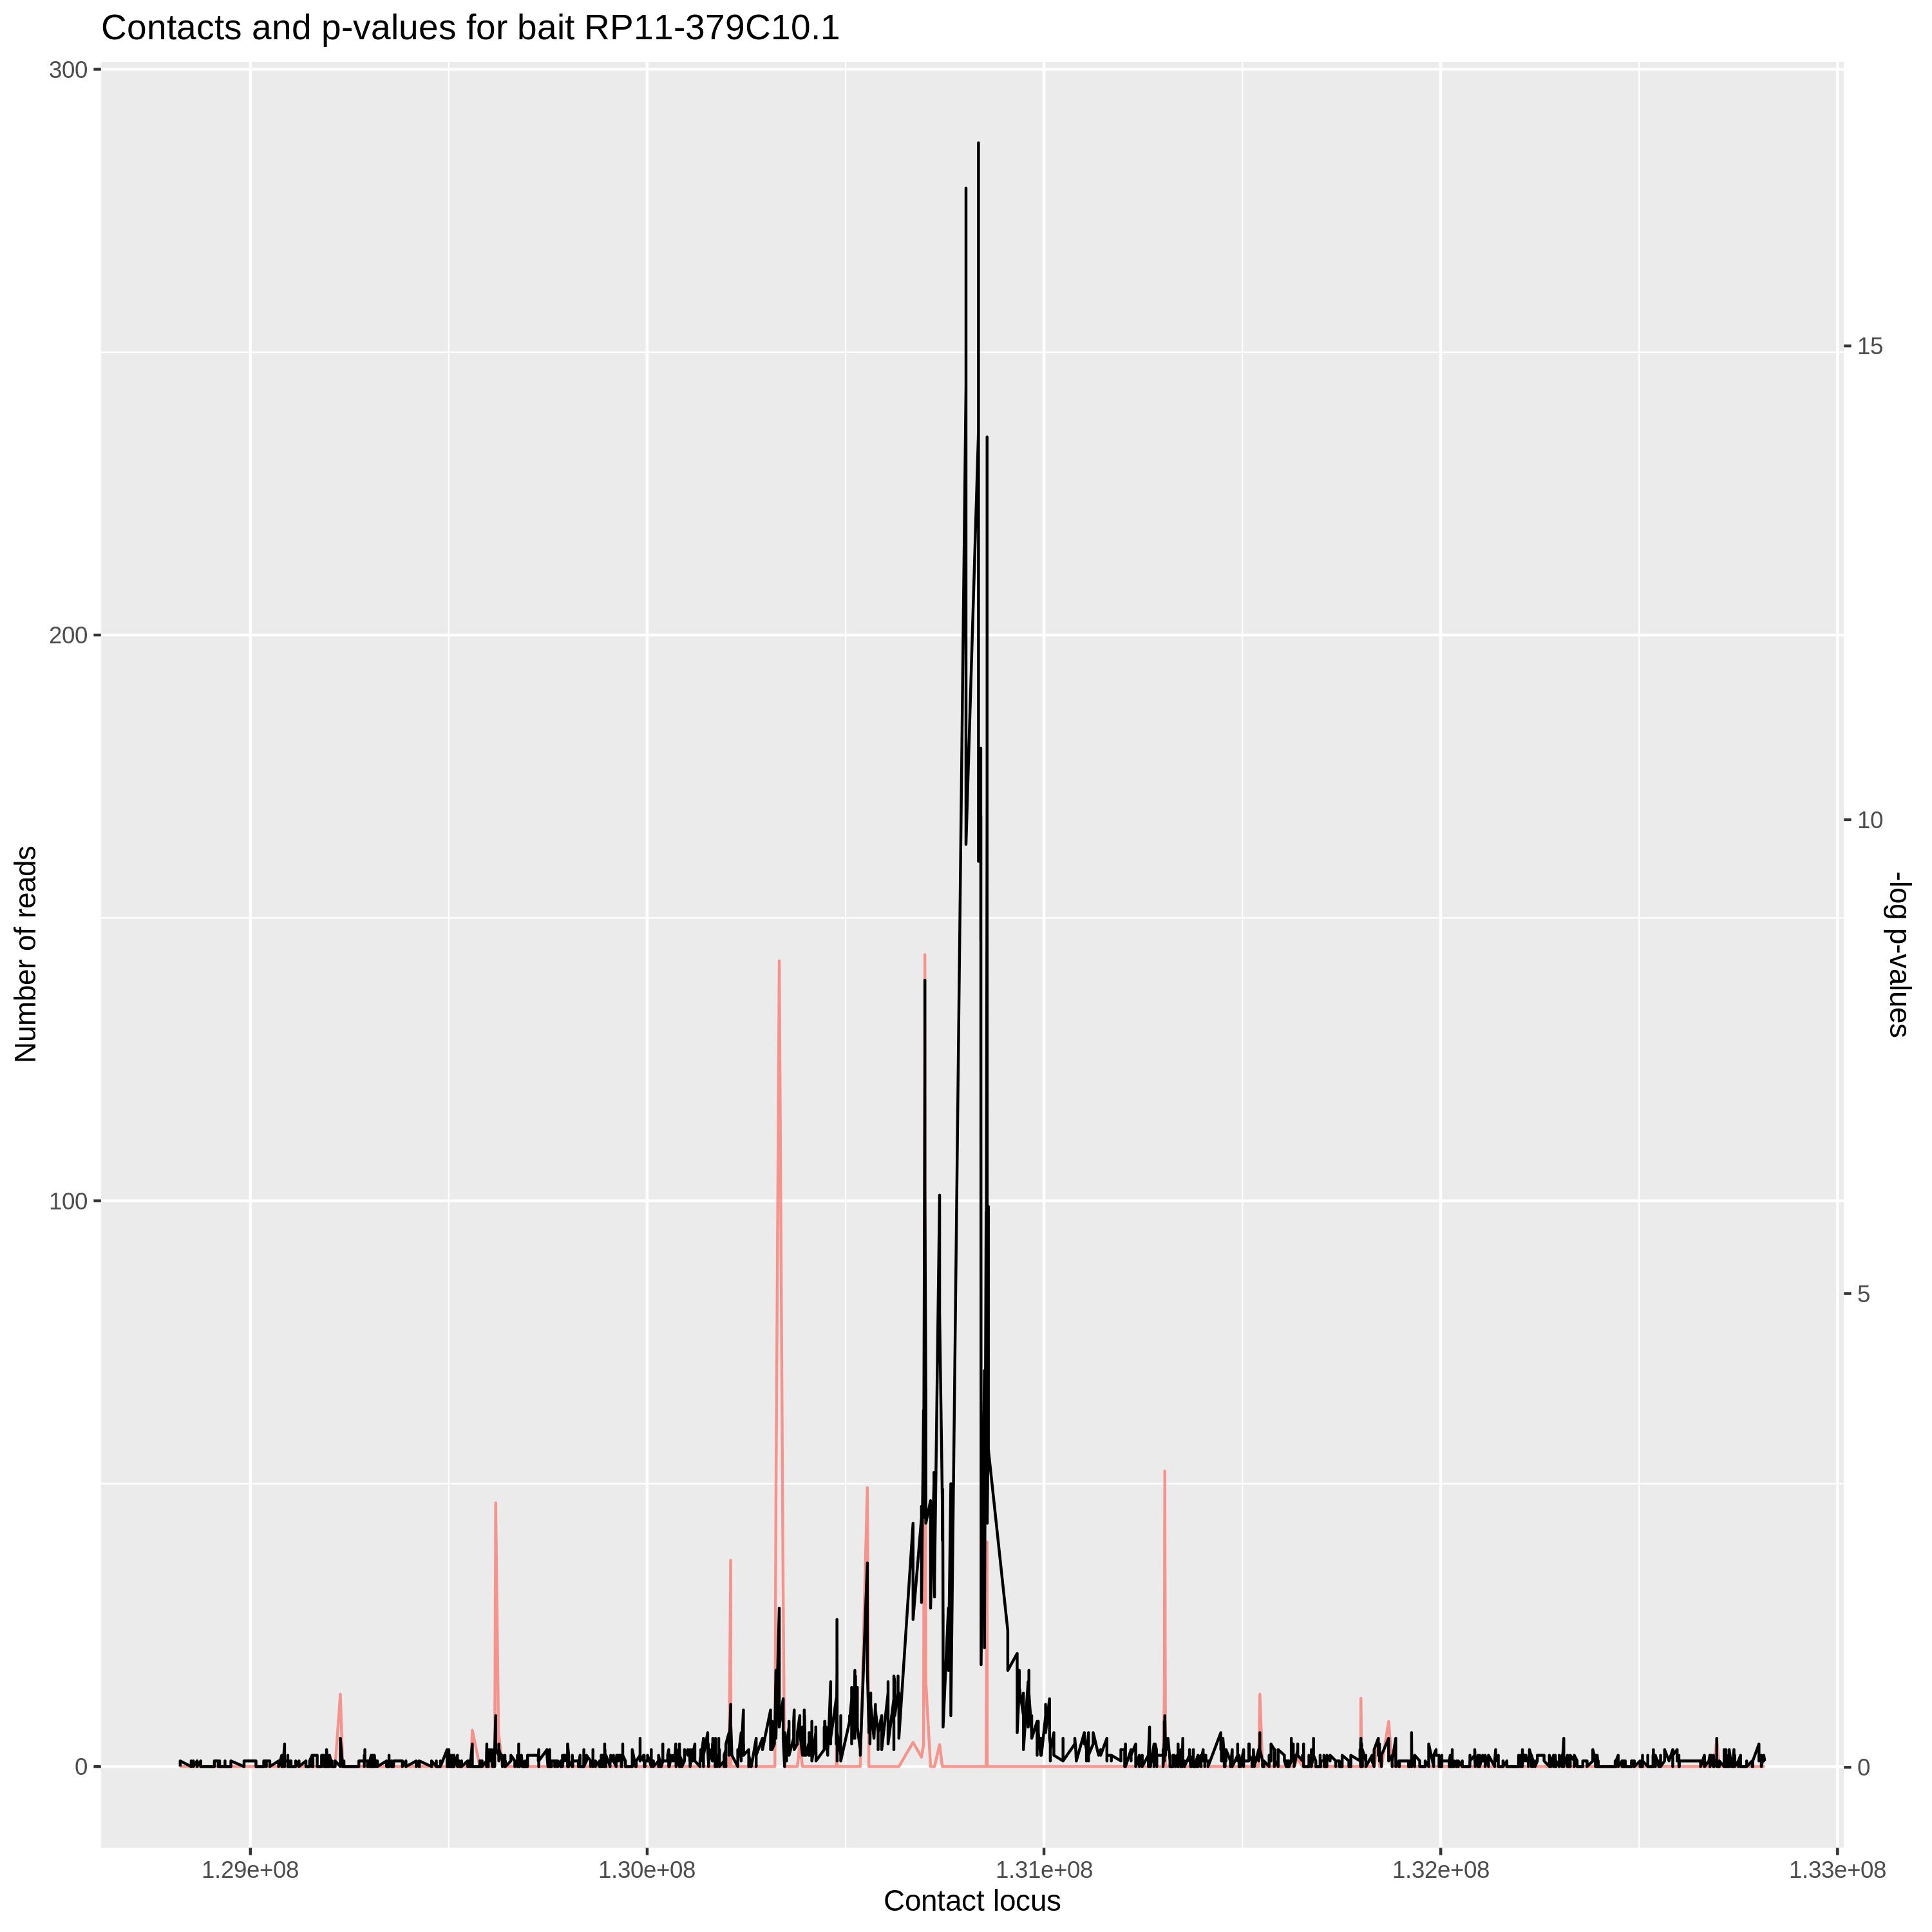 Contacts and p-values for bait RP11-379C10.1
300
200
100
0
Number of reads
15
10
5
0
-log p-values
1.29e+08
1.30e+08
1.31e+08
1.32e+08
1.33e+08
Contact locus